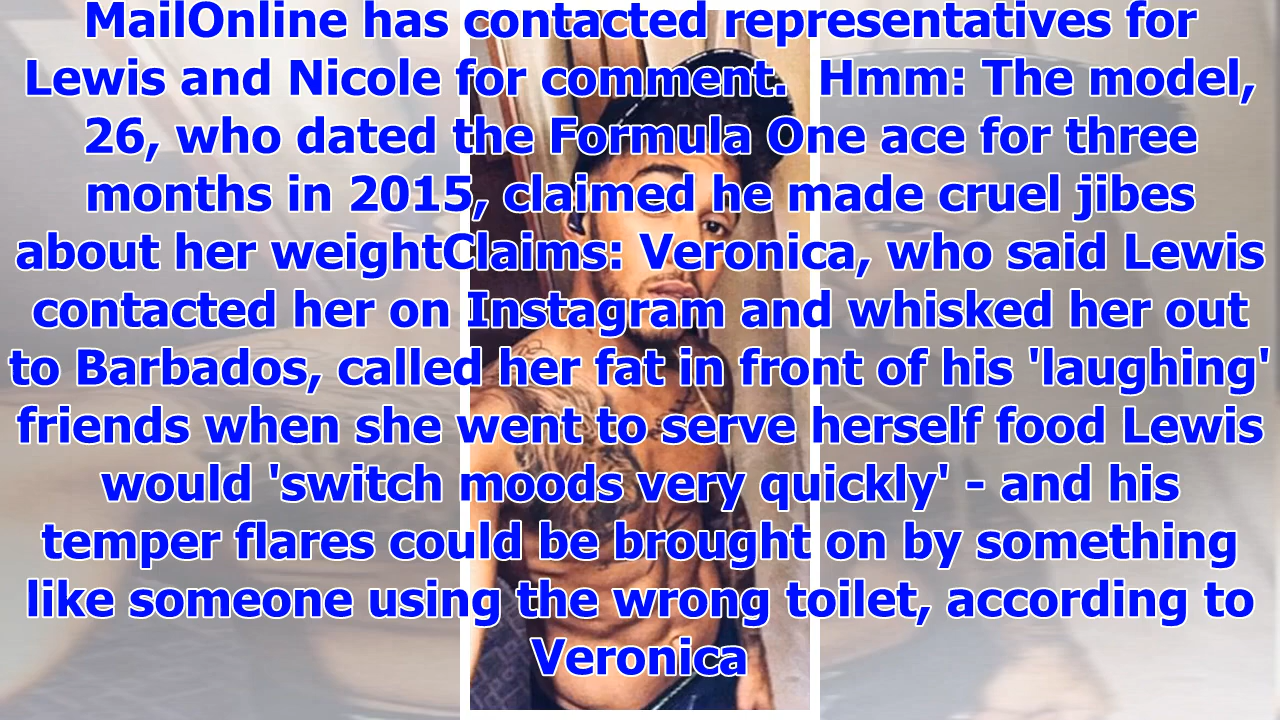 MailOnline has contacted representatives for
Lewis and Nicole for comment.  Hmm: The model,
26, who dated the Formula One ace for three
months in 2015, claimed he made cruel jibes
about her weightClaims: Veronica, who said Lewis
contacted her on Instagram and whisked her out
to Barbados, called her fat in front of his 'laughing'
friends when she went to serve herself food Lewis
would 'switch moods very quickly' - and his
temper flares could be brought on by something
like someone using the wrong toilet, according to
Veronica